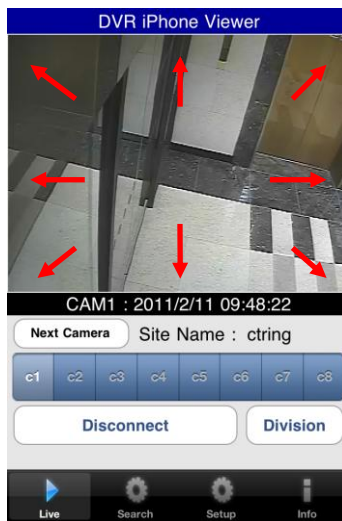 DVR iPhone Viewer
CAM1 : 2011/2/11 09:48:22
Next Camera Site Name : ctring
c1 c2 c3 c4 c5 c6 c7 c8
Disconnect Division
Live Search Setup Info